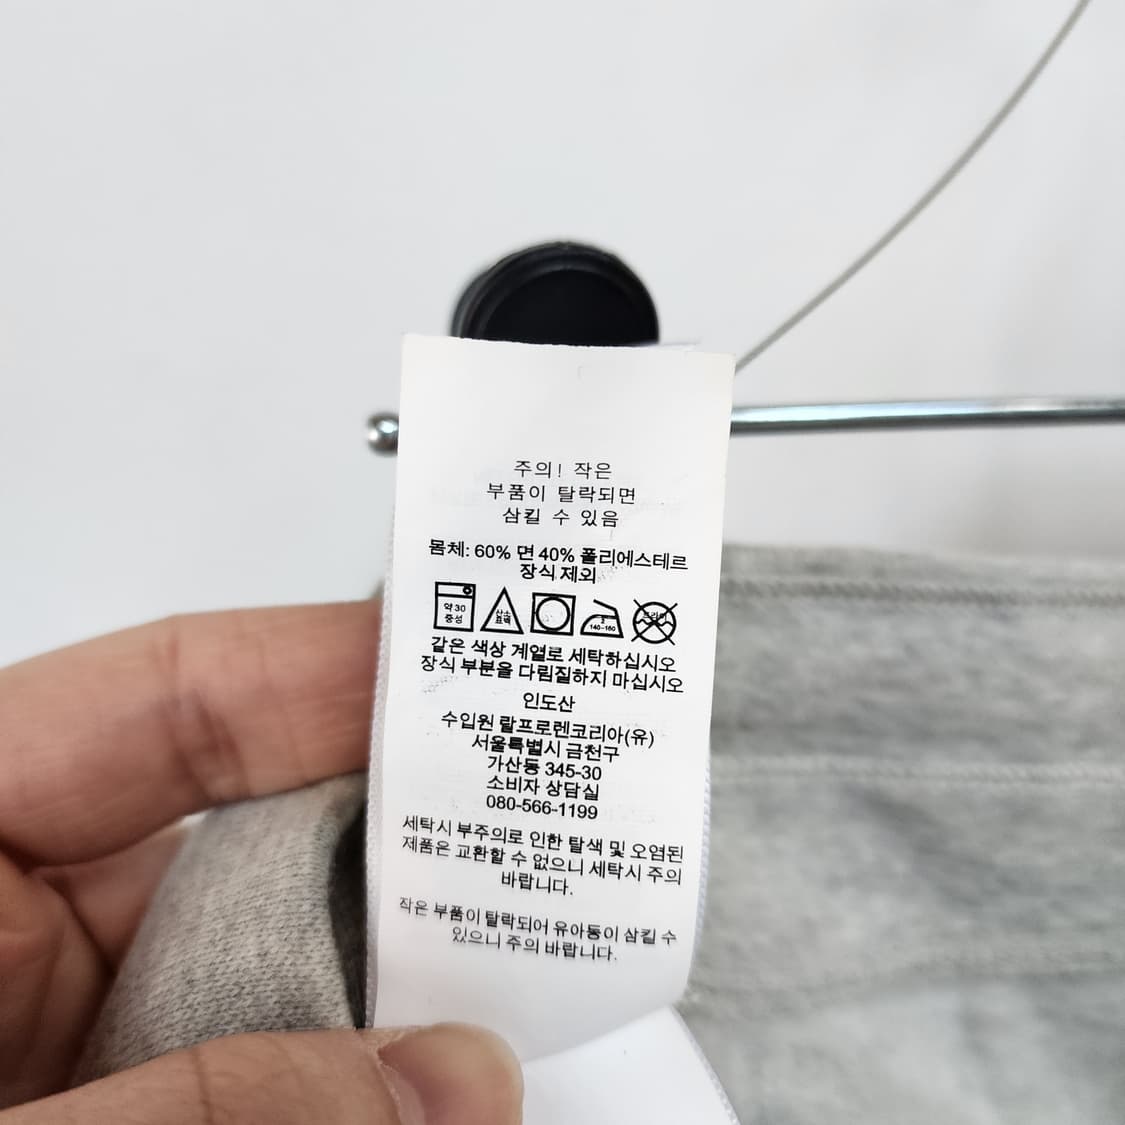 주의! 작은
부품이 탈락되면
삼킬 수 있음
몸체: 60% 면 40% 폴리에스테르
장식 제외
약 30
중성
산소
표백
2
140-160
드라이
같은 색상 계열로 세탁하십시오
장식 부분을 다림질하지 마십시오
인도산
수입원 랄프로렌코리아(유)
서울특별시 금천구
가산동 345-30
소비자 상담실
080-566-1199
세탁시 부주의로 인한 탈색 및 오염된
제품은 교환할 수 없으니 세탁시 주의
바랍니다.
작은 부품이 탈락되어 유아동이 삼킬 수
있으니 주의 바랍니다.